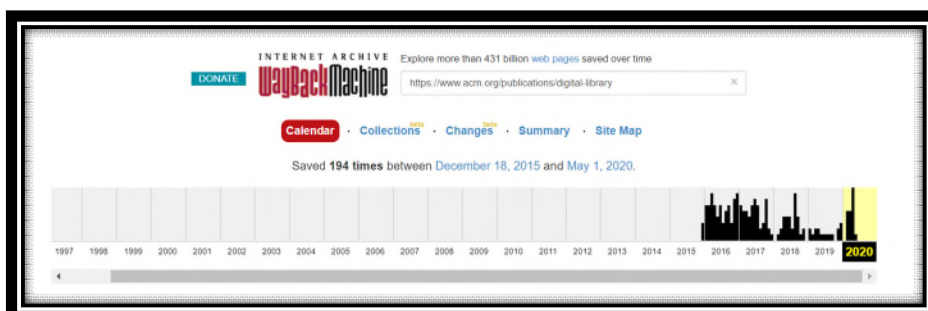 INTERNET ARCHIVE
WayBackMachine
DONATE
Explore more than 431 billion web pages saved over time
https://www.acm.org/publications/digital-library ×
Calendar · Collections beta · Changes beta · Summary · Site Map
Saved 194 times between December 18, 2015 and May 1, 2020.
1997 1998 1999 2000 2001 2002 2003 2004 2005 2006 2007 2008 2009 2010 2011 2012 2013 2014 2015 2016 2017 2018 2019 2020